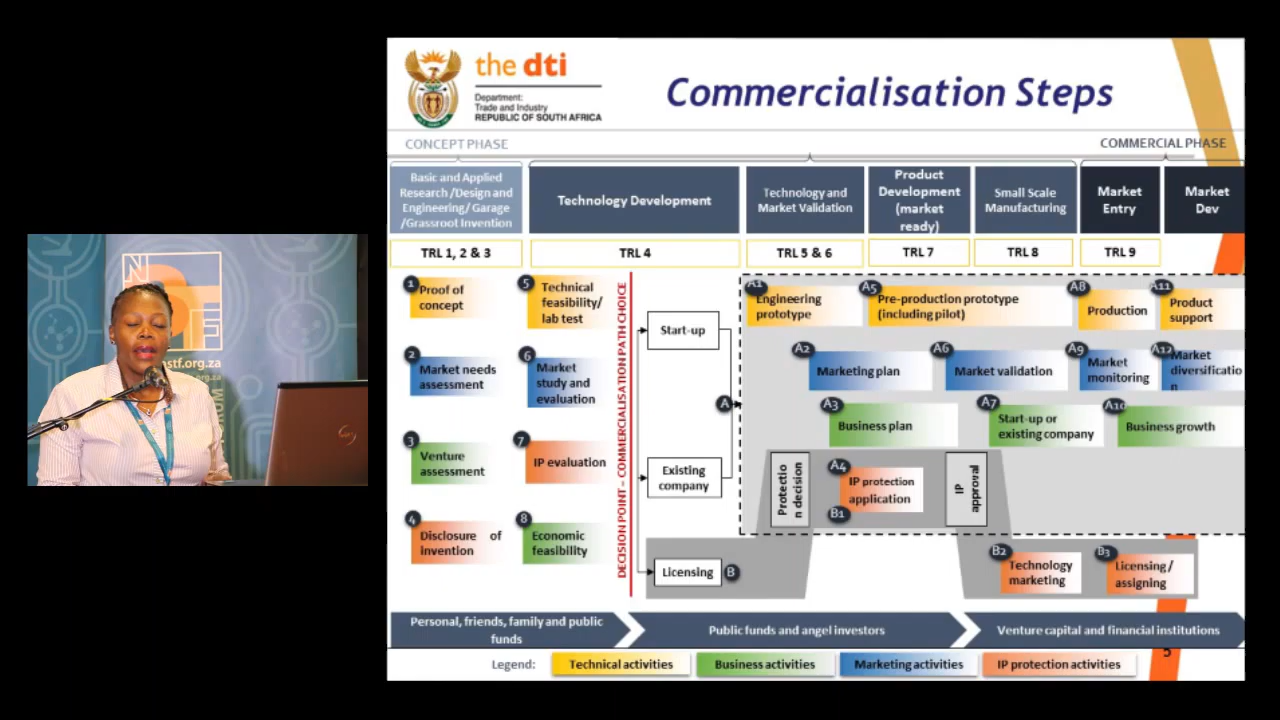 the dti
Department:
Trade and Industry
REPUBLIC OF SOUTH AFRICA
Commercialisation Steps
CONCEPT PHASE
COMMERCIAL PHASE
Basic and Applied
Research /Design and
Engineering/ Garage
/Grassroot Invention
Technology Development
Technology and
Market Validation
Product
Development
(market
ready)
Small Scale
Manufacturing
Market
Entry
Market
Dev
TRL 1, 2 & 3
TRL 4
TRL 5 & 6
TRL 7
TRL 8
TRL 9
1
Proof of
concept
2
Market needs
assessment
3
Venture
assessment
4
Disclosure of
invention
5
Technical
feasibility/
lab test
6
Market
study and
evaluation
7
IP evaluation
8
Economic
feasibility
DECISION POINT – COMMERCIALISATION PATH CHOICE
Start-up
Existing
company
Licensing
A
B
A1
Engineering
prototype
A5
Pre-production prototype
(including pilot)
A8
Production
A11
Product
support
A2
Marketing plan
A6
Market validation
A9
Market
monitoring
A12
Market
diversificatio
n
A3
Business plan
A7
Start-up or
existing company
A10
Business growth
Protectio
n decision
A4
IP protection
application
B1
IP
approval
B2
Technology
marketing
B3
Licensing/
assigning
Personal, friends, family and public
funds
Public funds and angel investors
Venture capital and financial institutions
5
Legend:
Technical activities
Business activities
Marketing activities
IP protection activities
N
stf.org.za